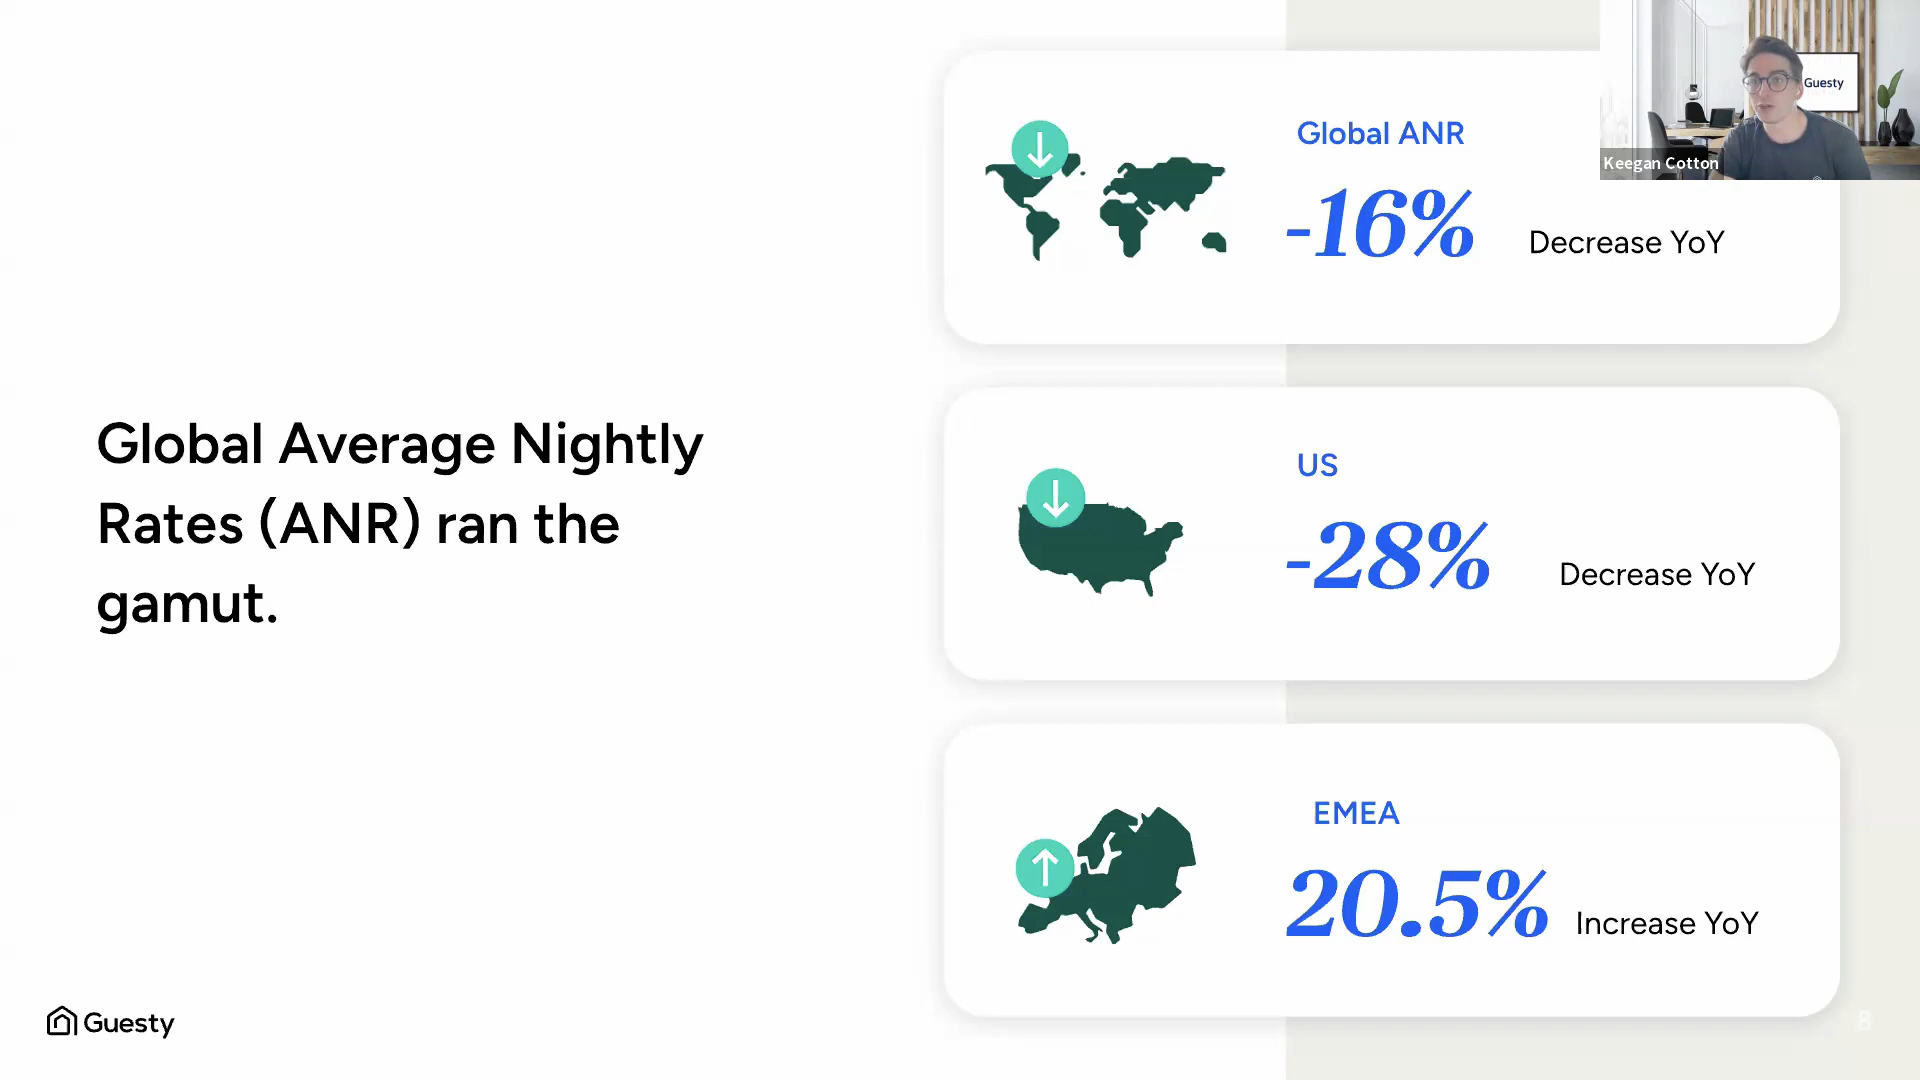 Global Average Nightly
Rates (ANR) ran the
gamut.
Global ANR
-16% Decrease YoY
US
-28% Decrease YoY
EMEA
20.5% Increase YoY
Guesty
Keegan Cotton
Guesty
8